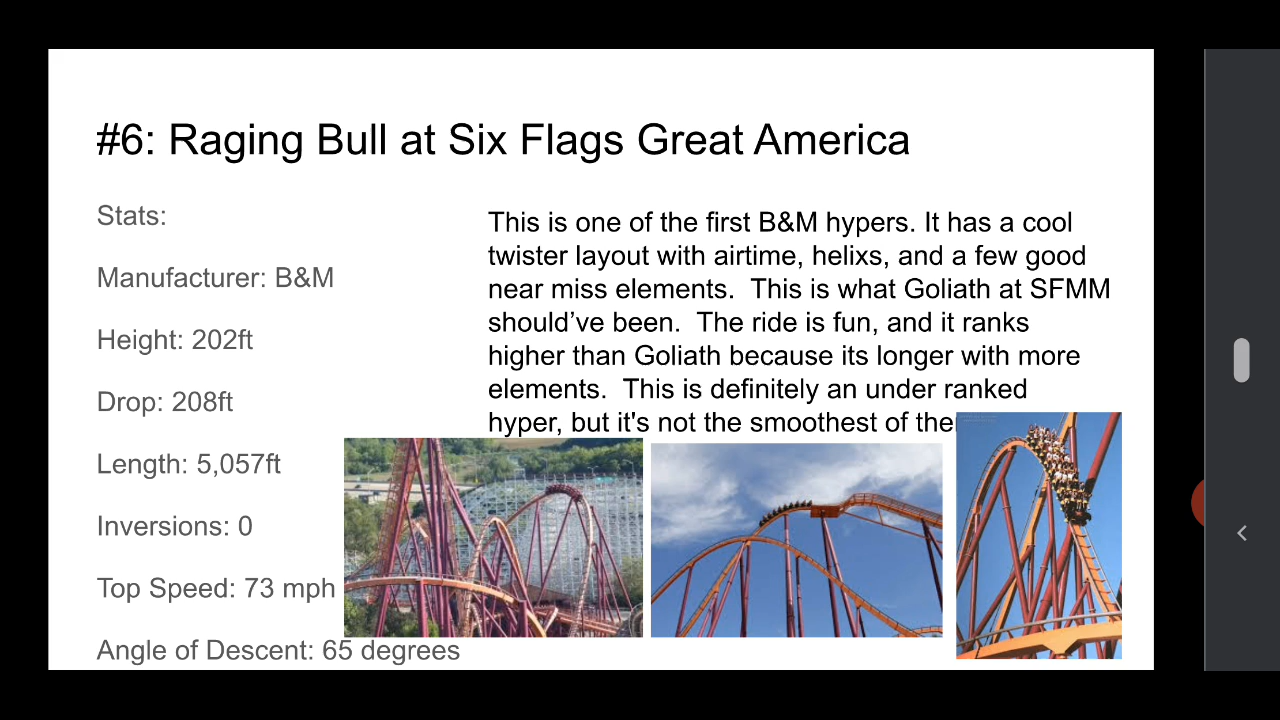 #6: Raging Bull at Six Flags Great America
Stats:
Manufacturer: B&M
Height: 202ft
Drop: 208ft
Length: 5,057ft
Inversions: 0
Top Speed: 73 mph
Angle of Descent: 65 degrees
This is one of the first B&M hypers. It has a cool
twister layout with airtime, helixs, and a few good
near miss elements.  This is what Goliath at SFMM
should’ve been.  The ride is fun, and it ranks
higher than Goliath because its longer with more
elements.  This is definitely an under ranked
hyper, but it's not the smoothest of